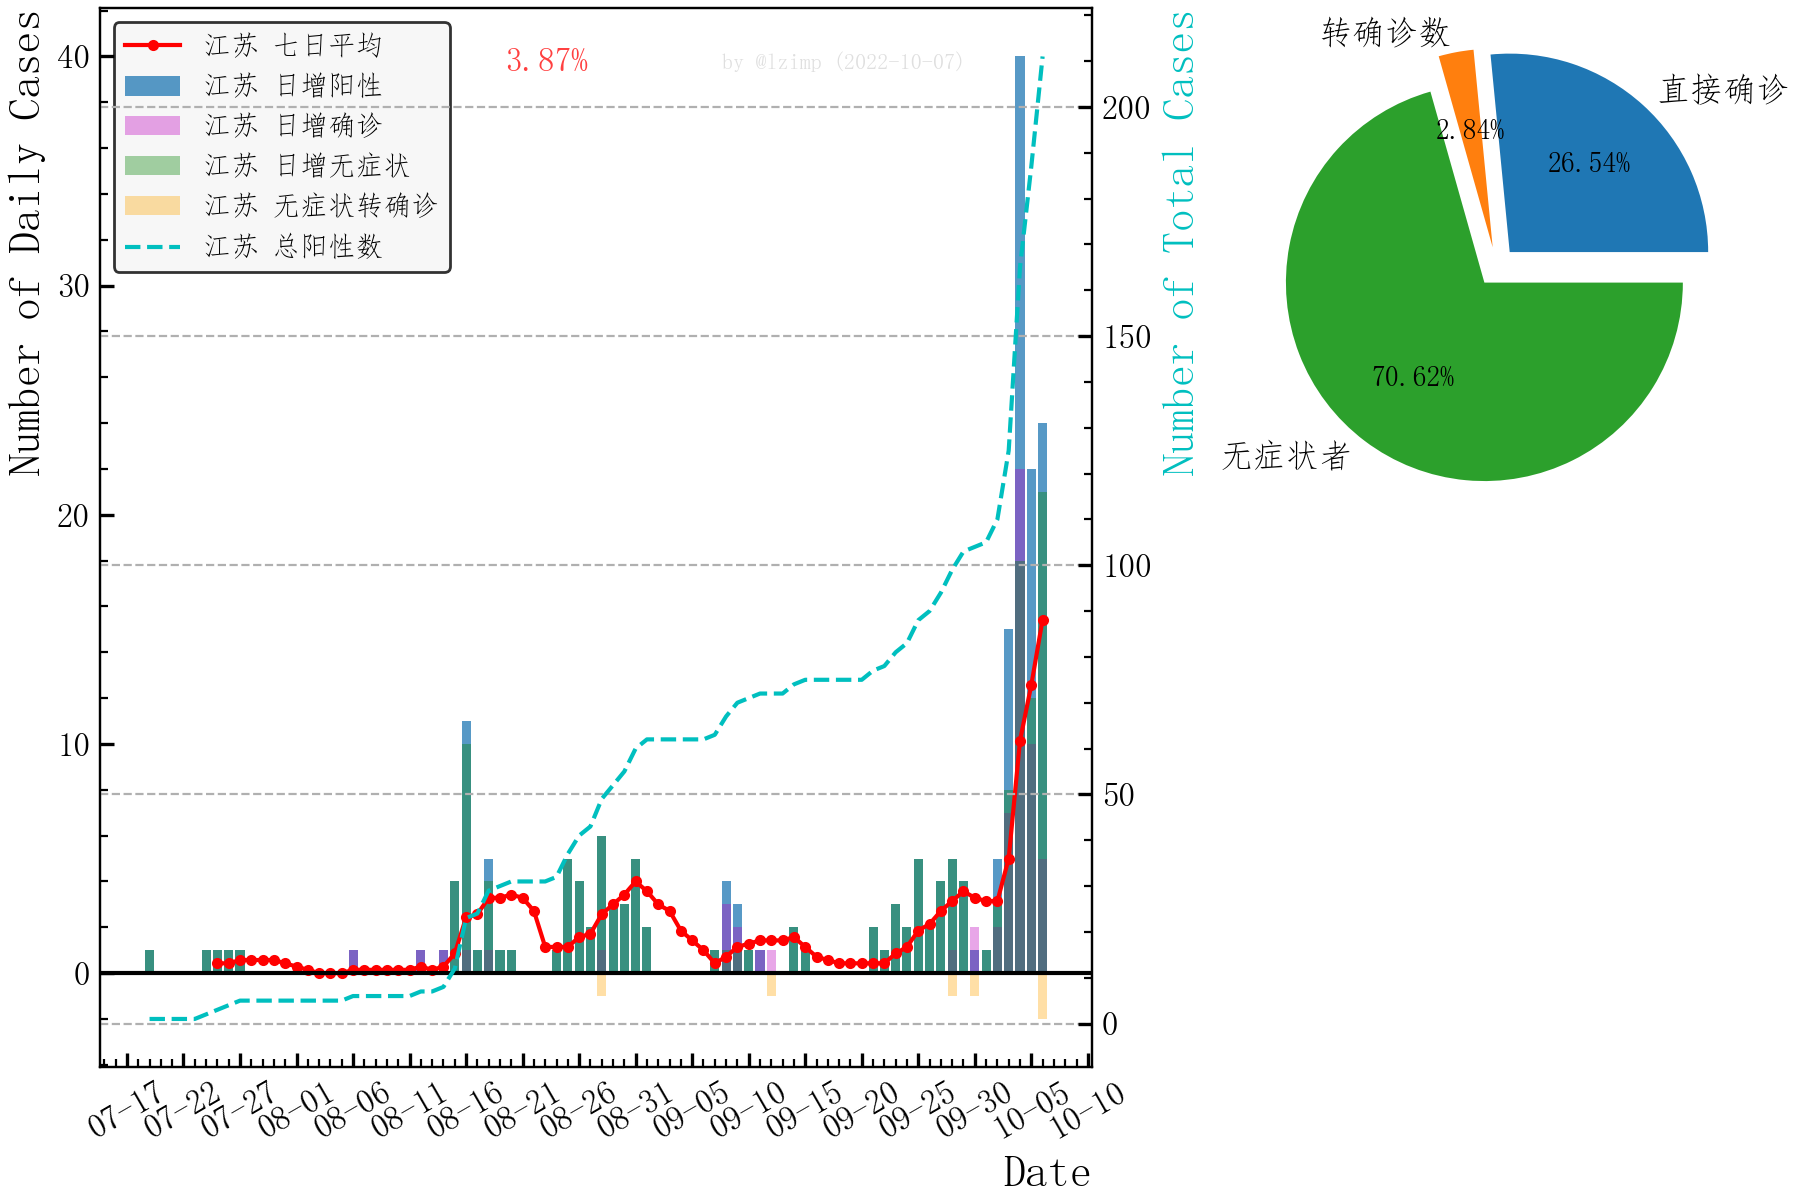 Number of Daily Cases
40
30
20
10
0
江苏 七日平均
江苏 日增阳性
江苏 日增确诊
江苏 日增无症状
江苏 无症状转确诊
江苏 总阳性数
3.87%
by @lzimp (2022-10-07)
200
150
100
50
0
Number of Total Cases
07-17
07-22
07-27
08-01
08-06
08-11
08-16
08-21
08-26
08-31
09-05
09-10
09-15
09-20
09-25
09-30
10-05
10-10
Date
转确诊数
直接确诊
2.84%
26.54%
70.62%
无症状者